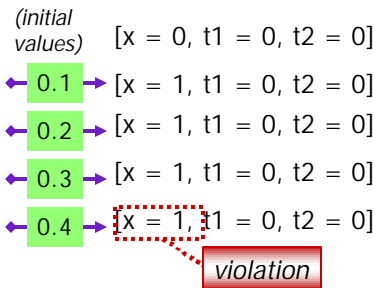 (initial
values) [x = 0, t1 = 0, t2 = 0]
0.1 [x = 1, t1 = 0, t2 = 0]
0.2 [x = 1, t1 = 0, t2 = 0]
0.3 [x = 1, t1 = 0, t2 = 0]
0.4 [x = 1, t1 = 0, t2 = 0]
violation